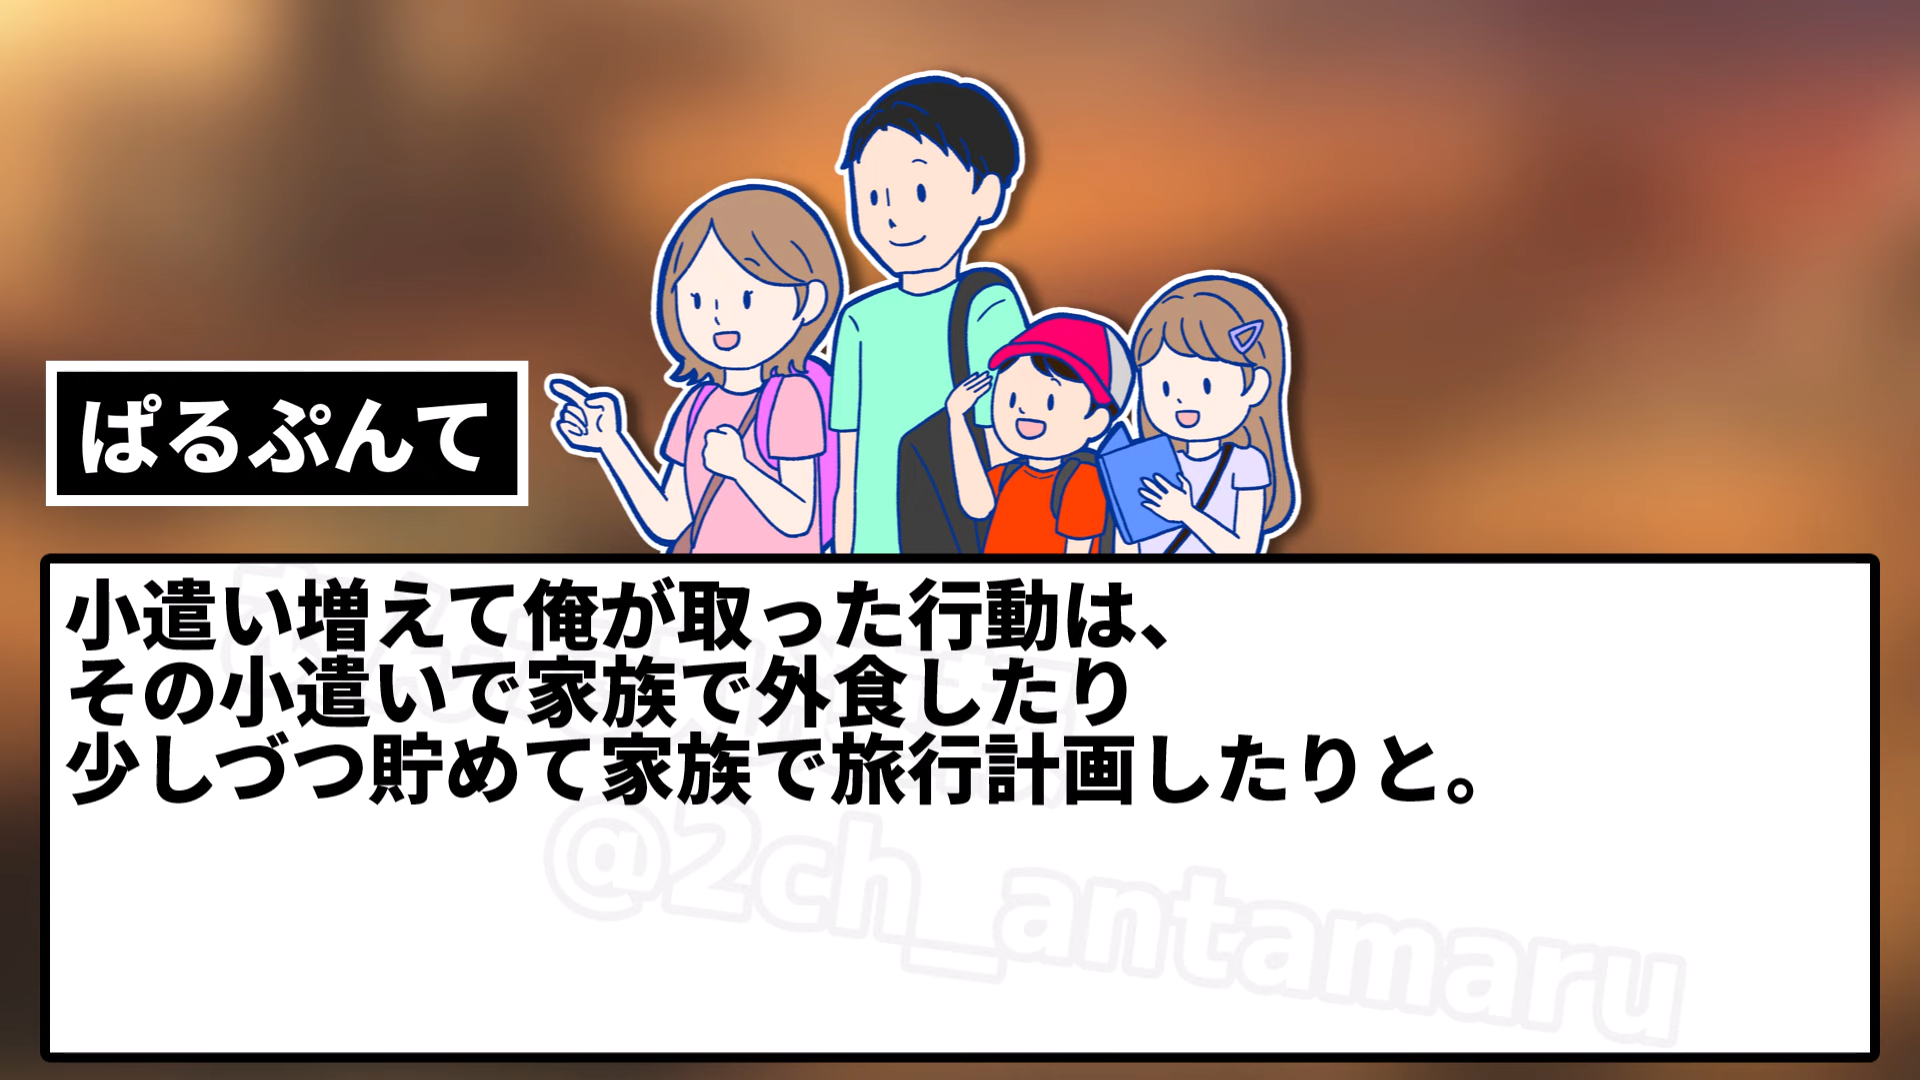 ぱるぷんて
小遣い増えて俺が取った行動は、
その小遣いで家族で外食したり
少しづつ貯めて家族で旅行計画したりと。
@2ch_antamaru